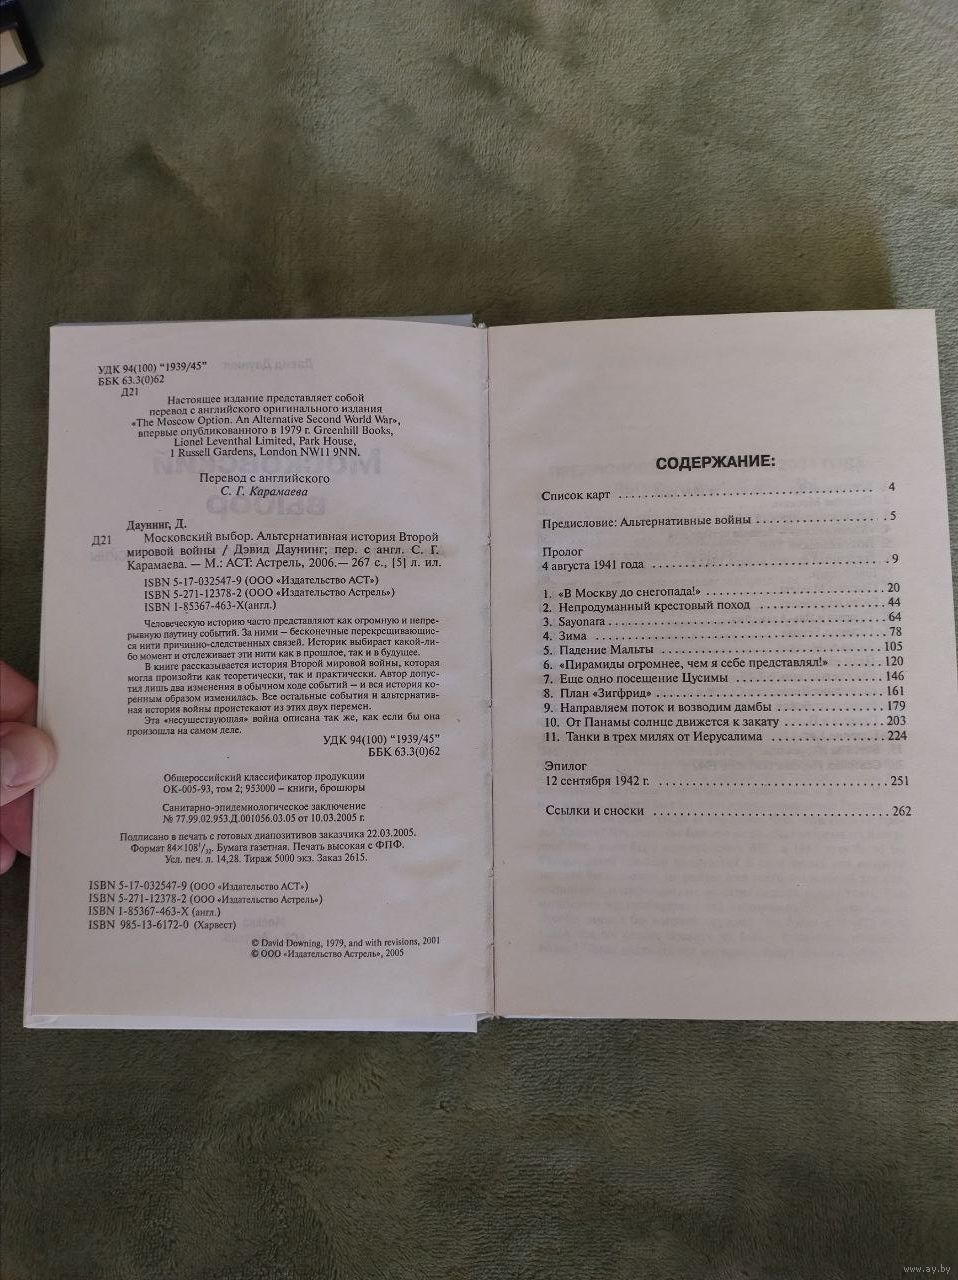 УДК 94(100) “1939/45”
ББК 63.3(0)62
Д21
Настоящее издание представляет собой
перевод с английского оригинального издания
«The Moscow Option. An Alternative Second World War»,
впервые опубликованного в 1979 г. Greenhill Books,
Lionel Leventhal Limited, Park House,
1 Russell Gardens, London NW11 9NN.
Перевод с английского
С. Г. Карамаева
Даунинг, Д.
Д21 Московский выбор. Альтернативная история Второй
мировой войны / Дэвид Даунинг; пер. с англ. С. Г.
Карамаева. — М.: АСТ: Астрель, 2006.— 267 с., [5] л. ил.
ISBN 5-17-032547-9 (ООО «Издательство АСТ»)
ISBN 5-271-12378-2 (ООО «Издательство Астрель»)
ISBN 1-85367-463-X(англ.)
Человеческую историю часто представляют как огромную и непре-
рывную паутину событий. За ними — бесконечные перекрещивающие-
ся нити причинно-следственных связей. Историк выбирает какой-ли-
бо момент и отслеживает эти нити как в прошлое, так и в будущее.
В книге рассказывается история Второй мировой войны, которая
могла произойти как теоретически, так и практически. Автор допус-
тил лишь два изменения в обычном ходе событий — и вся история ко-
ренным образом изменилась. Все остальные события и альтернатив-
ная история войны проистекают из этих двух перемен.
Эта «несуществующая» война описана так же, как если бы она
произошла на самом деле.
УДК 94(100) “1939/45”
ББК 63.3(0)62
Общероссийский классификатор продукции
ОК-005-93, том 2; 953000 – книги, брошюры
Санитарно-эпидемиологическое заключение
№ 77.99.02.953.Д.001056.03.05 от 10.03.2005 г.
Подписано в печать с готовых диапозитивов заказчика 22.03.2005.
Формат 84×108¹/₃₂. Бумага газетная. Печать высокая с ФПФ.
Усл. печ. л. 14,28. Тираж 5000 экз. Заказ 2615.
ISBN 5-17-032547-9 (ООО «Издательство АСТ»)
ISBN 5-271-12378-2 (ООО «Издательство Астрель»)
ISBN 1-85367-463-X (англ.)
ISBN 985-13-6172-0 (Харвест)
© David Downing, 1979, and with revisions, 2001
© ООО «Издательство Астрель», 2005
СОДЕРЖАНИЕ:
Список карт 4
Предисловие: Альтернативные войны 5
Пролог
4 августа 1941 года 9
1. «В Москву до снегопада!» 20
2. Непродуманный крестовый поход 44
3. Sayonara 64
4. Зима 78
5. Падение Мальты 105
6. «Пирамиды огромнее, чем я себе представлял!» 120
7. Еще одно посещение Цусимы 146
8. План «Зигфрид» 161
9. Направляем поток и возводим дамбы 179
10. От Панамы солнце движется к закату 203
11. Танки в трех милях от Иерусалима 224
Эпилог
12 сентября 1942 г. 251
Ссылки и сноски 262
www.ay.by